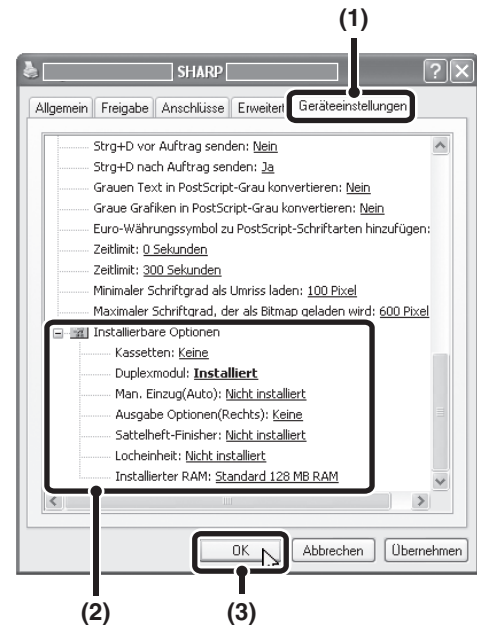 (1)
SHARP
Allgemein Freigabe Anschlüsse Erweitert Geräteeinstellungen
Strg+D vor Auftrag senden: Nein
Strg+D nach Auftrag senden: Ja
Grauen Text in PostScript-Grau konvertieren: Nein
Graue Grafiken in PostScript-Grau konvertieren: Nein
Euro-Währungssymbol zu PostScript-Schriftarten hinzufügen:
Zeitlimit: 0 Sekunden
Zeitlimit: 300 Sekunden
Minimaler Schriftgrad als Umriss laden: 100 Pixel
Maximaler Schriftgrad, der als Bitmap geladen wird: 600 Pixel
Installierbare Optionen
Kassetten: Keine
Duplexmodul: Installiert
Man. Einzug(Auto): Nicht installiert
Ausgabe Optionen(Rechts): Keine
Sattelheft-Finisher: Nicht installiert
Locheinheit: Nicht installiert
Installierter RAM: Standard 128 MB RAM
OK Abbrechen Übernehmen
(2) (3)